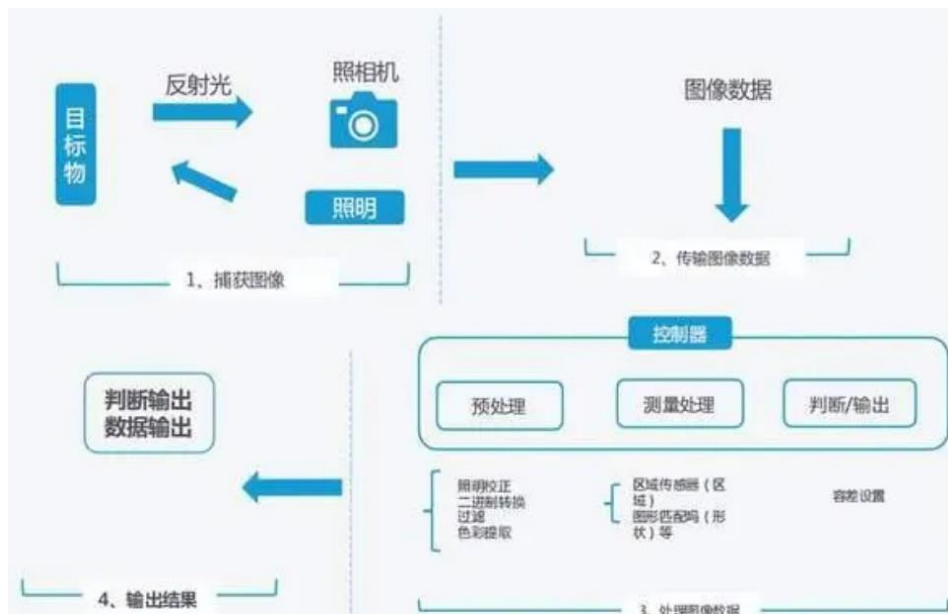 反射光
照相机
目标物
照明
1、捕获图像
图像数据
2、传输图像数据
控制器
预处理
测量处理
判断/输出
照明校正
二进制转换
过滤
色彩提取
区域传感器（区
域）
图形匹配吗（形
状）等
容差设置
3、处理图像数据
判断输出
数据输出
4、输出结果